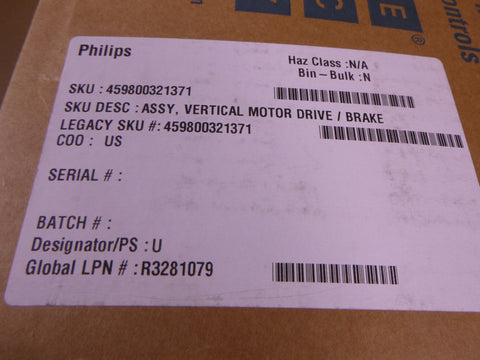 Philips
Haz Class :N/A
Bin-Bulk :N
SKU : 459800321371
SKU DESC : ASSY, VERTICAL MOTOR DRIVE / BRAKE
LEGACY SKU #: 459800321371
COO : US
SERIAL # :
BATCH # :
Designator/PS : U
Global LPN # : R3281079
C E
®
ontrols